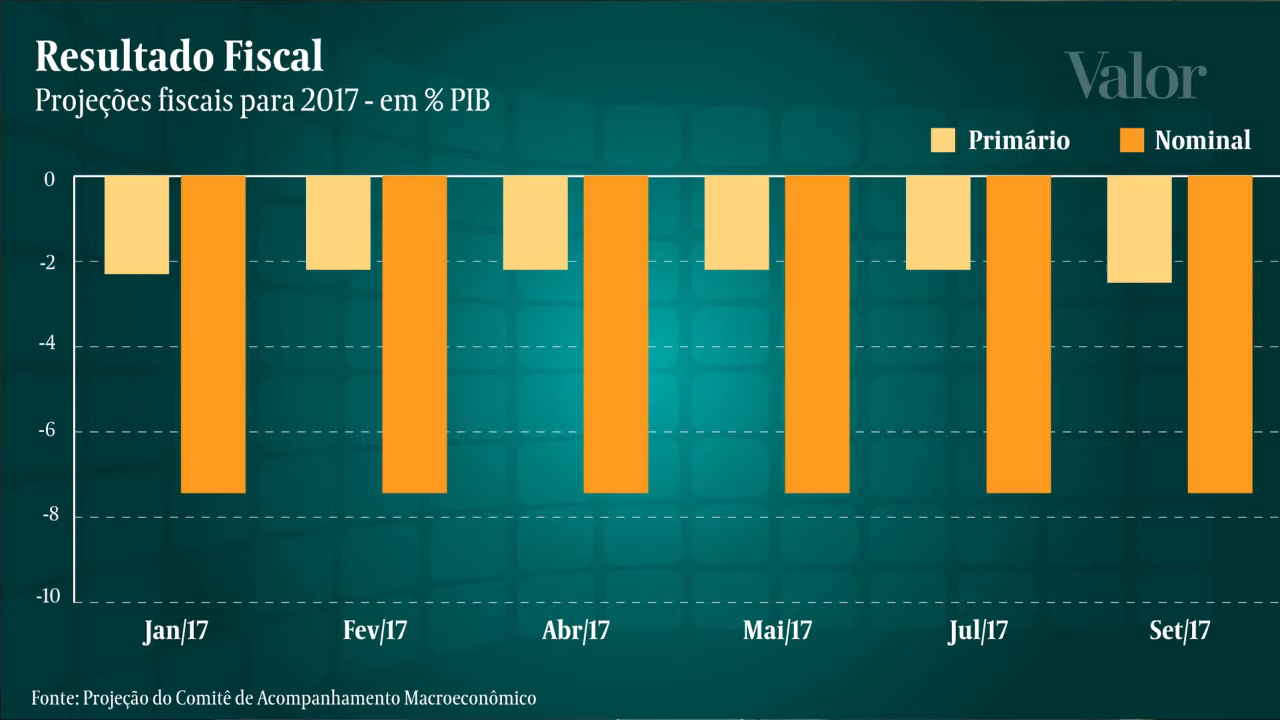 Resultado Fiscal
Projeções fiscais para 2017 - em % PIB
Valor
Primário
Nominal
0
-2
-4
-6
-8
-10
Jan/17
Fev/17
Abr/17
Mai/17
Jul/17
Set/17
Fonte: Projeção do Comitê de Acompanhamento Macroeconômico